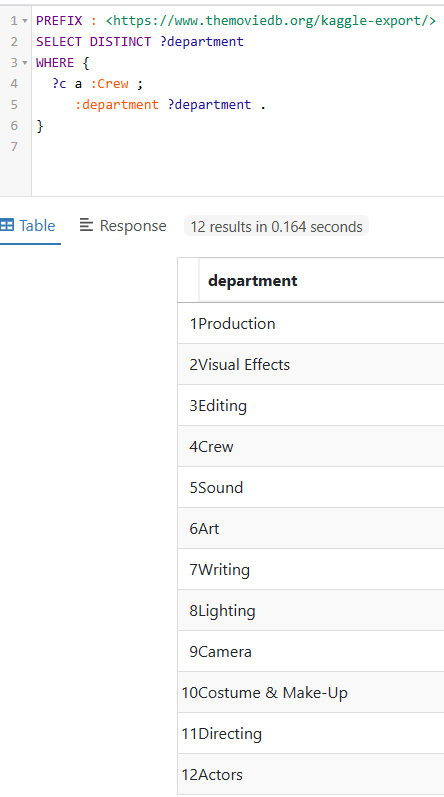 1 PREFIX : <https://www.themoviedb.org/kaggle-export/>
2 SELECT DISTINCT ?department
3 WHERE {
4 ?c a :Crew ;
5 :department ?department .
6 }
7
Table Response 12 results in 0.164 seconds
department
1 Production
2 Visual Effects
3 Editing
4 Crew
5 Sound
6 Art
7 Writing
8 Lighting
9 Camera
10 Costume & Make-Up
11 Directing
12 Actors